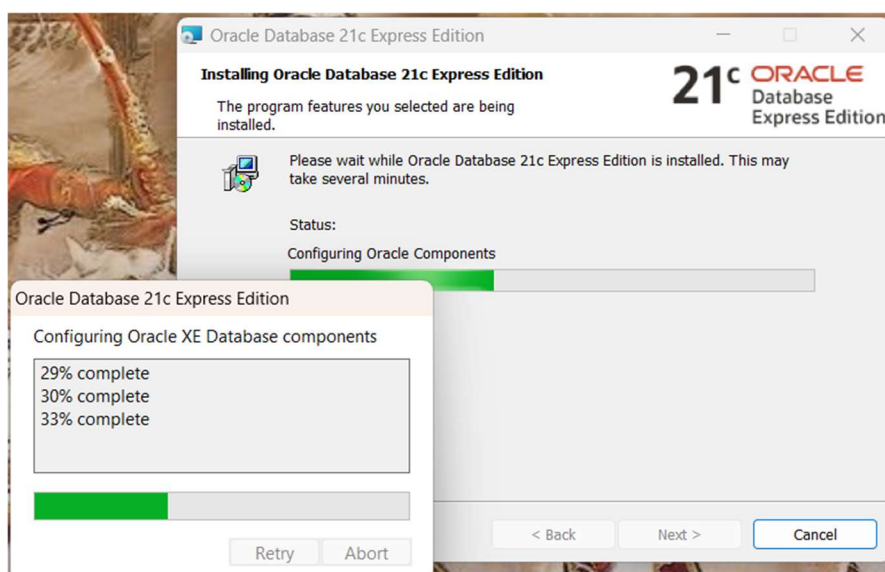 Oracle Database 21c Express Edition
Installing Oracle Database 21c Express Edition
The program features you selected are being
installed.
21c ORACLE
Database
Express Edition
Please wait while Oracle Database 21c Express Edition is installed. This may
take several minutes.
Status:
Configuring Oracle Components
Oracle Database 21c Express Edition
Configuring Oracle XE Database components
29% complete
30% complete
33% complete
Retry Abort
< Back Next > Cancel